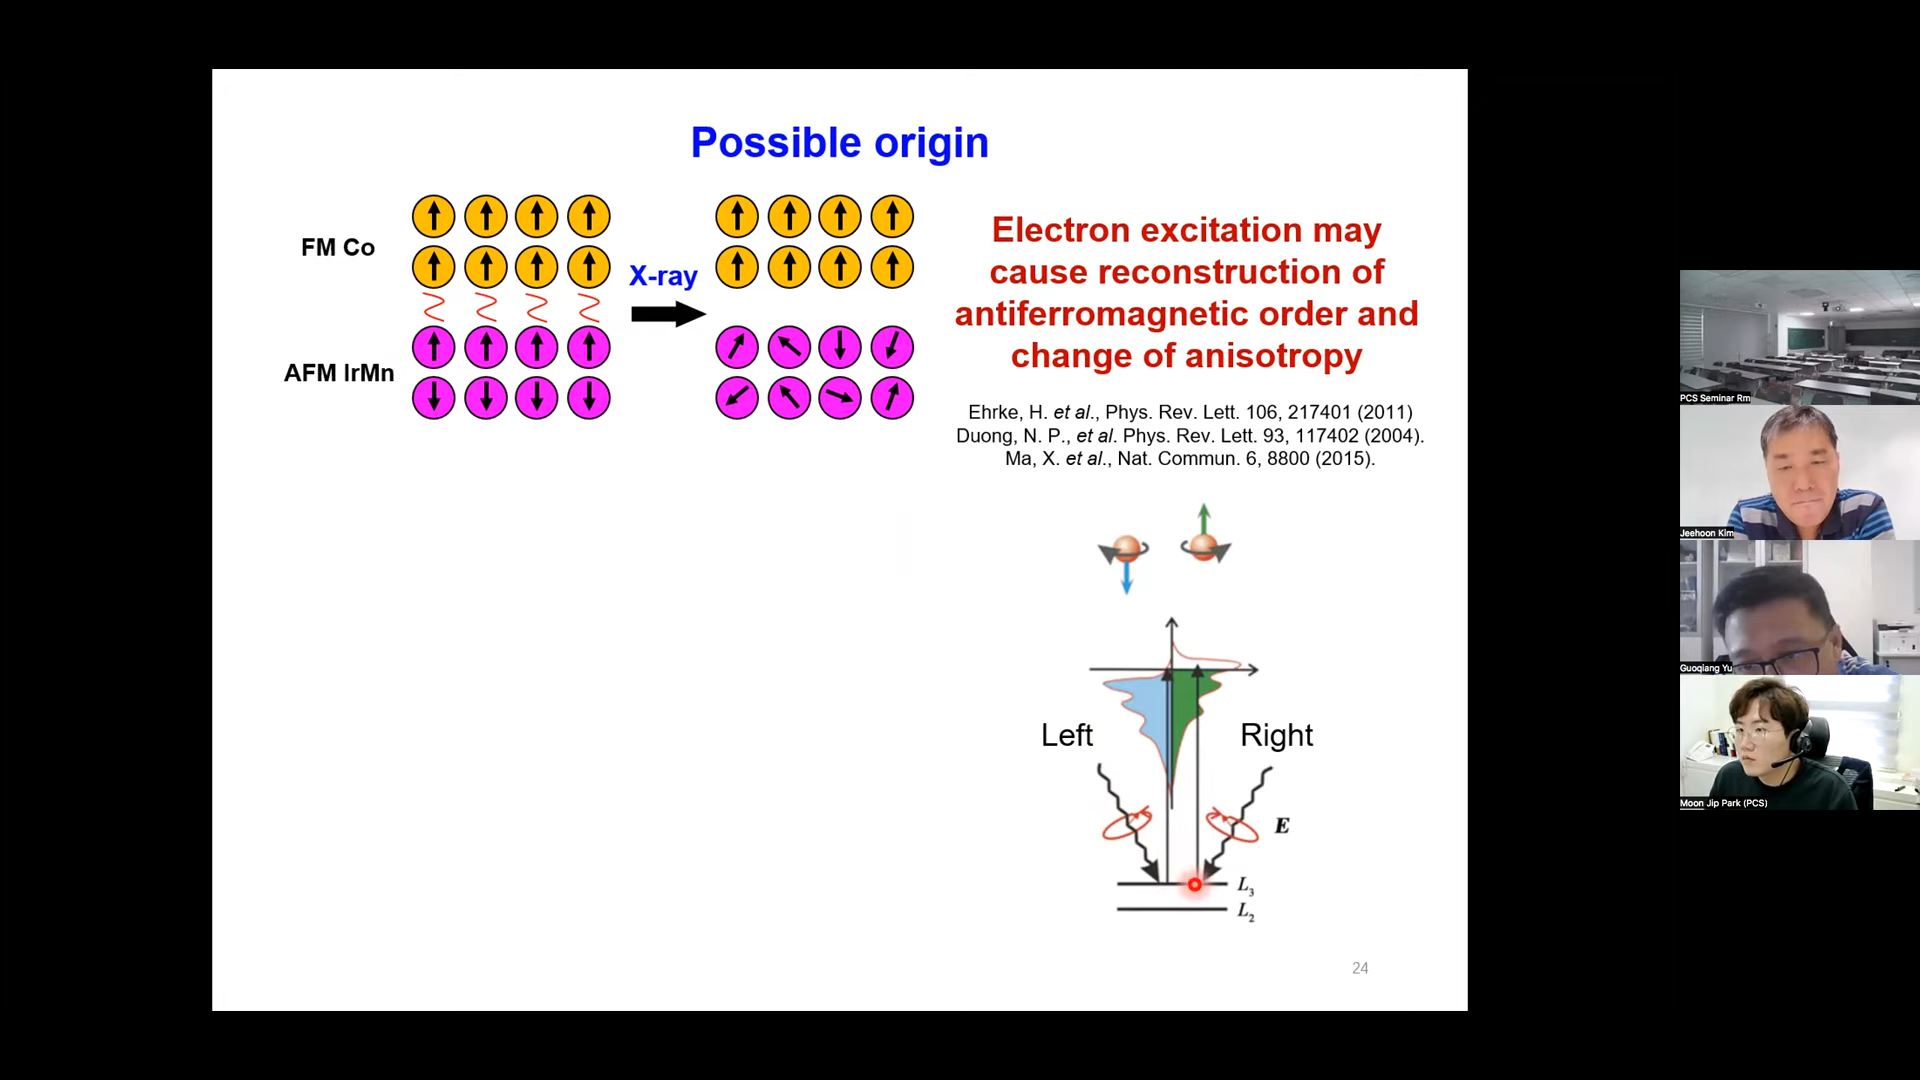 Possible origin
FM Co
X-ray
AFM IrMn
Electron excitation may
cause reconstruction of
antiferromagnetic order and
change of anisotropy
Ehrke, H. et al., Phys. Rev. Lett. 106, 217401 (2011)
Duong, N. P., et al. Phys. Rev. Lett. 93, 117402 (2004).
Ma, X. et al., Nat. Commun. 6, 8800 (2015).
Left
Right
E
L3
L2
24
PCS Seminar Rm
Jeehoon Kim
Guoqiang Yu
Moon Jip Park (PCS)